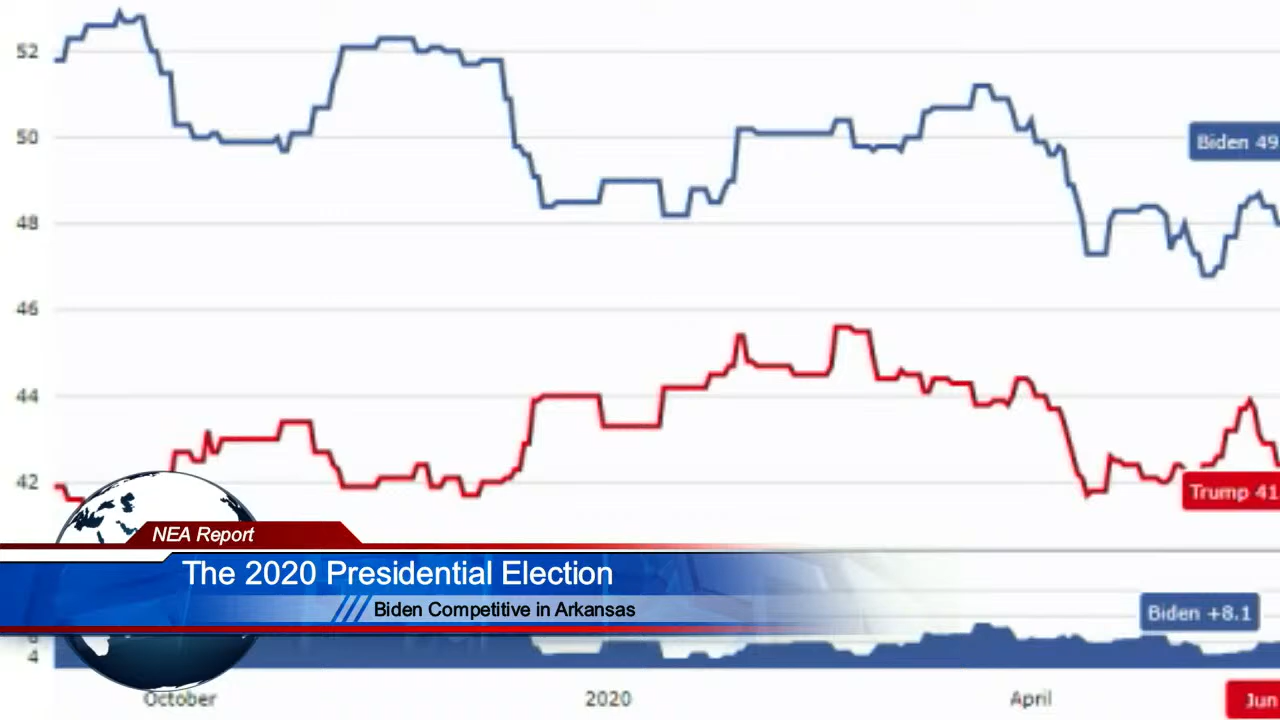 52
50
Biden 49
48
46
44
42
Trump 41
NEA Report
The 2020 Presidential Election
Biden Competitive in Arkansas
Biden +8.1
4
October
2020
April
Jun